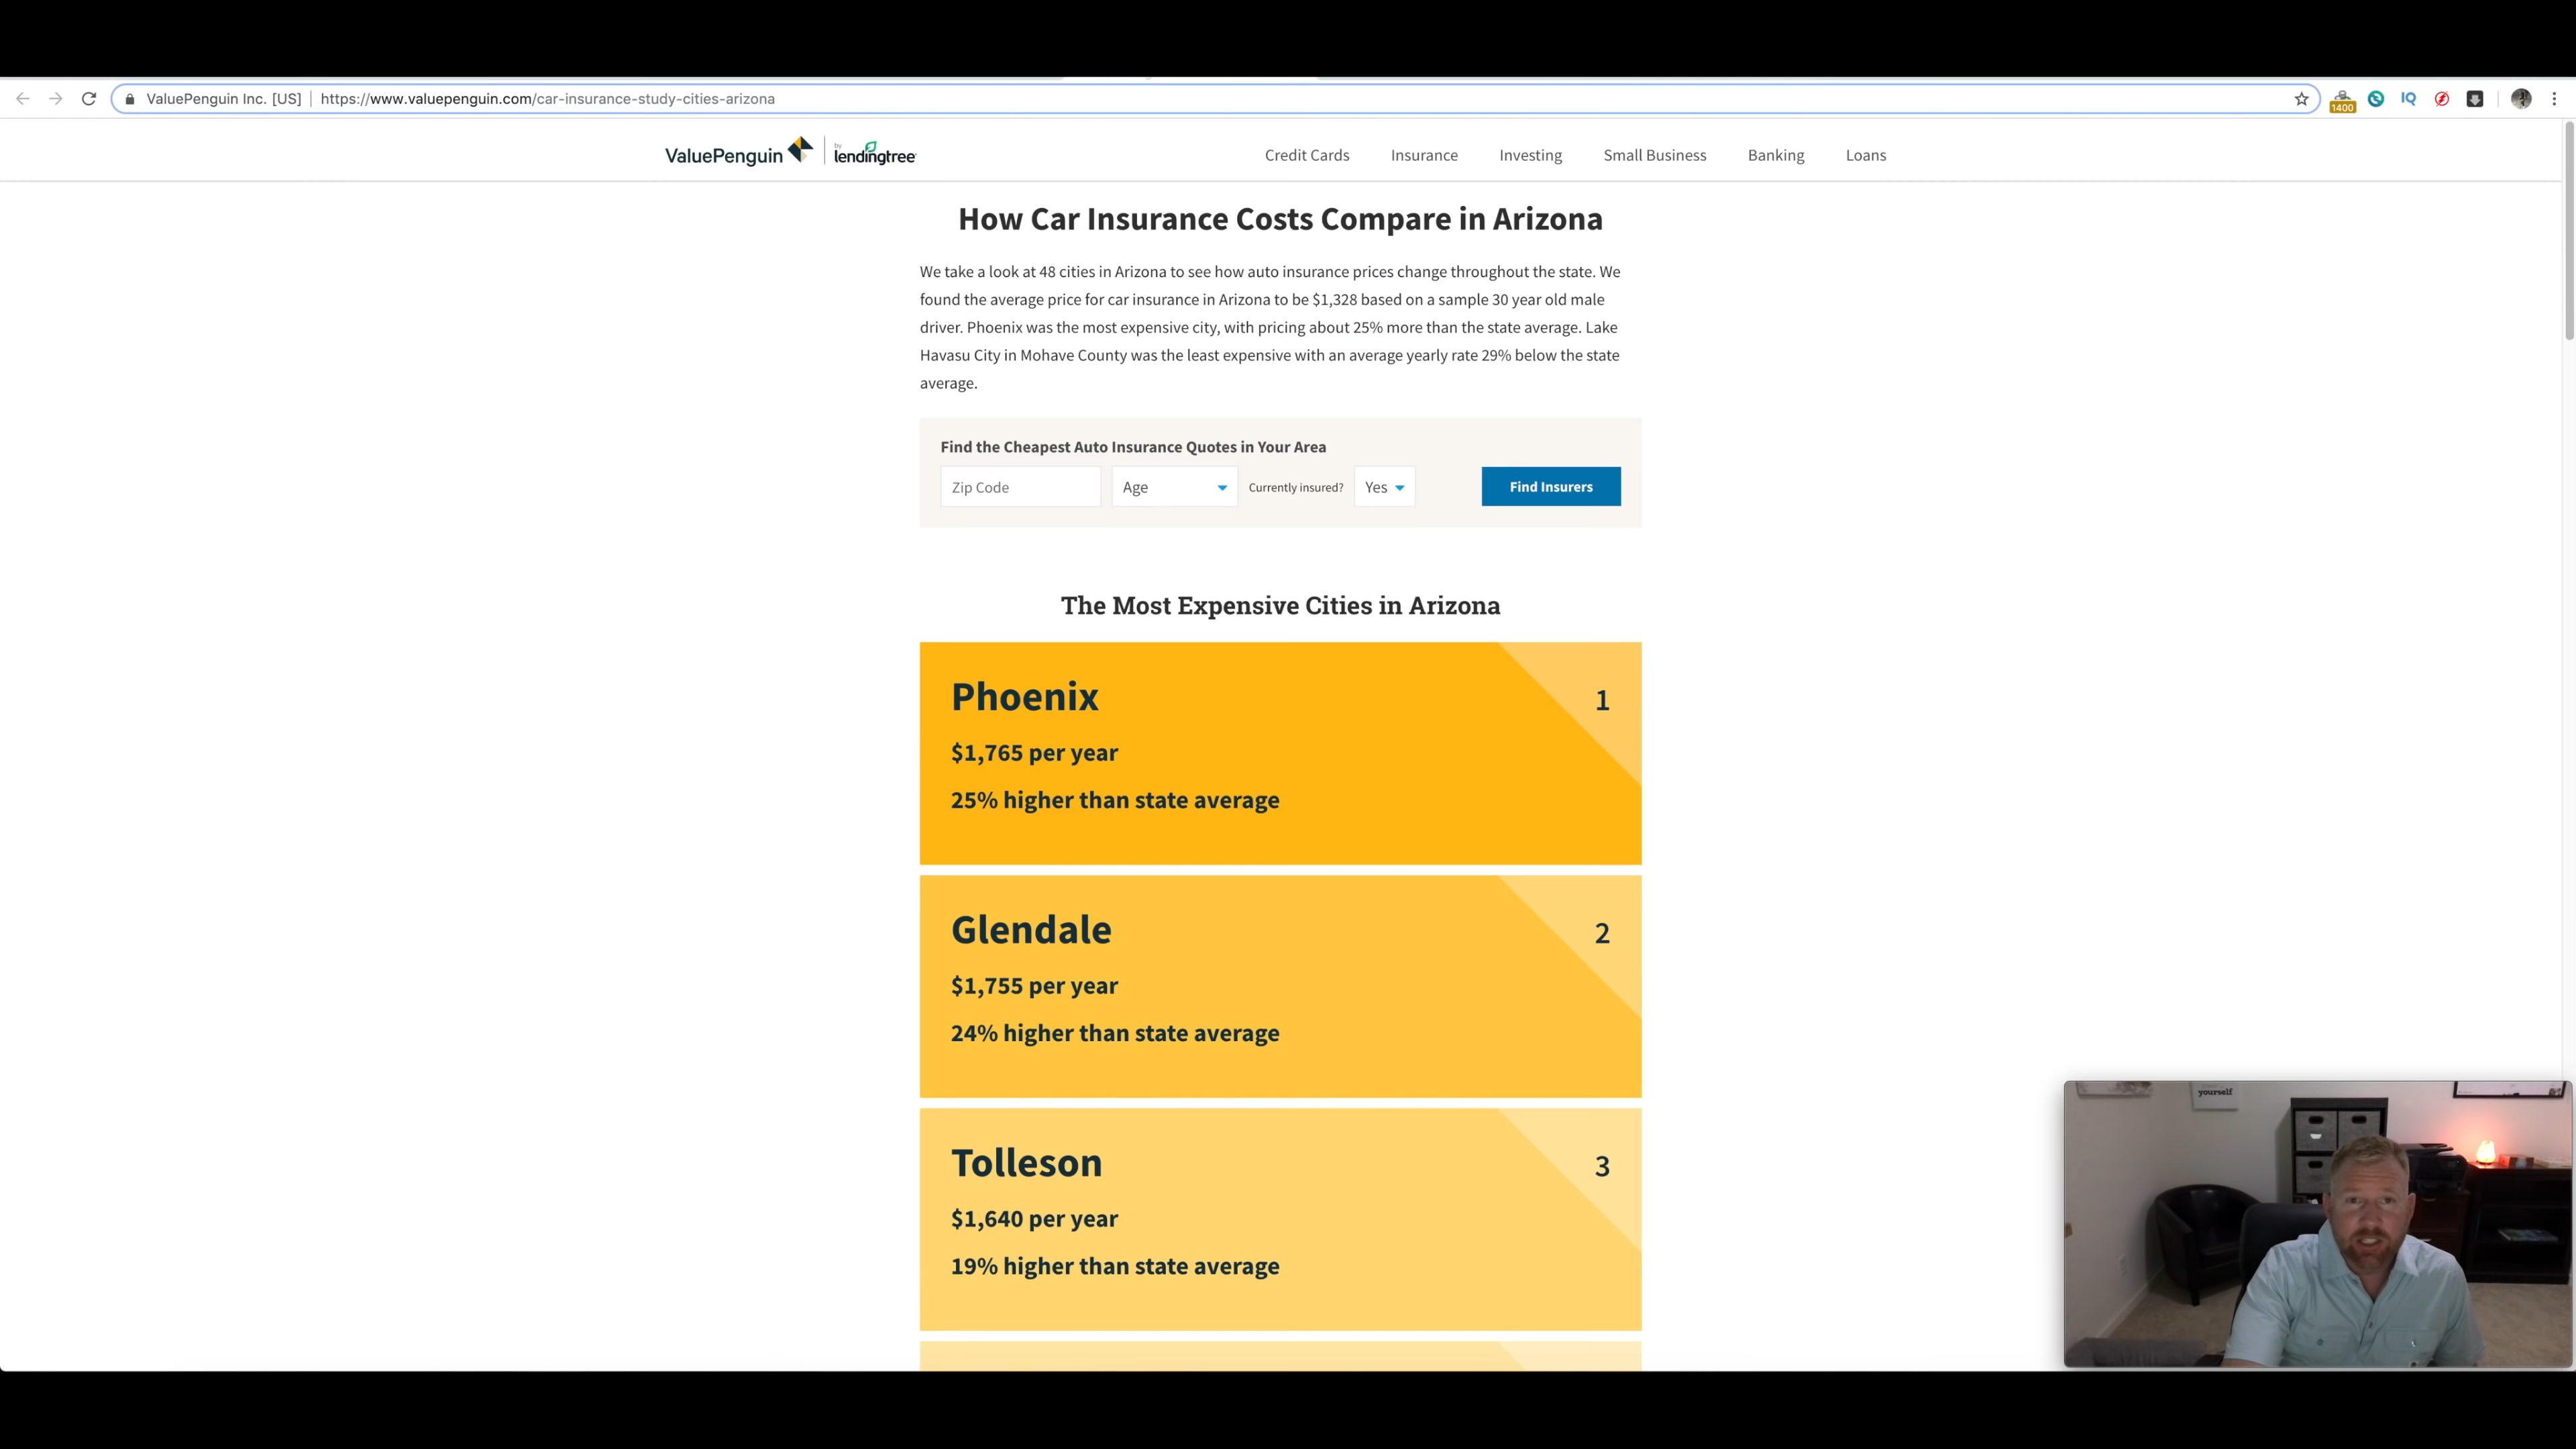 ValuePenguin Inc. [US] | https://www.valuepenguin.com/car-insurance-study-cities-arizona
1400
IQ
ValuePenguin
by
lendingtree
Credit Cards Insurance Investing Small Business Banking Loans
How Car Insurance Costs Compare in Arizona
We take a look at 48 cities in Arizona to see how auto insurance prices change throughout the state. We
found the average price for car insurance in Arizona to be $1,328 based on a sample 30 year old male
driver. Phoenix was the most expensive city, with pricing about 25% more than the state average. Lake
Havasu City in Mohave County was the least expensive with an average yearly rate 29% below the state
average.
Find the Cheapest Auto Insurance Quotes in Your Area
Zip Code Age Currently insured? Yes Find Insurers
The Most Expensive Cities in Arizona
Phoenix 1
$1,765 per year
25% higher than state average
Glendale 2
$1,755 per year
24% higher than state average
Tolleson 3
$1,640 per year
19% higher than state average
yourself